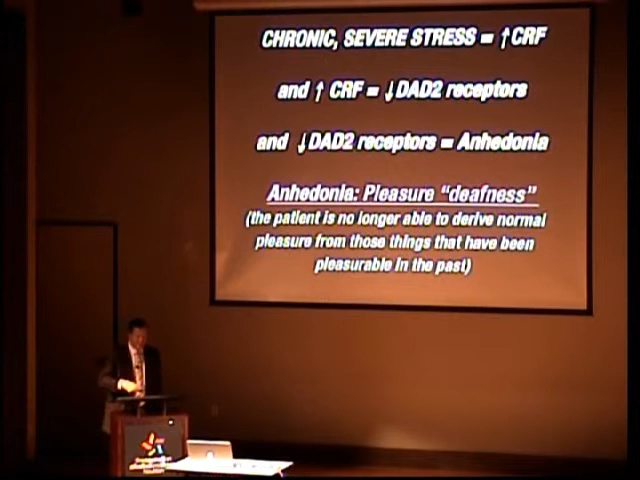 CHRONIC, SEVERE STRESS = ↑CRF
and ↑ CRF = ↓DAD2 receptors
and ↓DAD2 receptors = Anhedonia
Anhedonia: Pleasure "deafness"
(the patient is no longer able to derive normal
pleasure from those things that have been
pleasurable in the past)